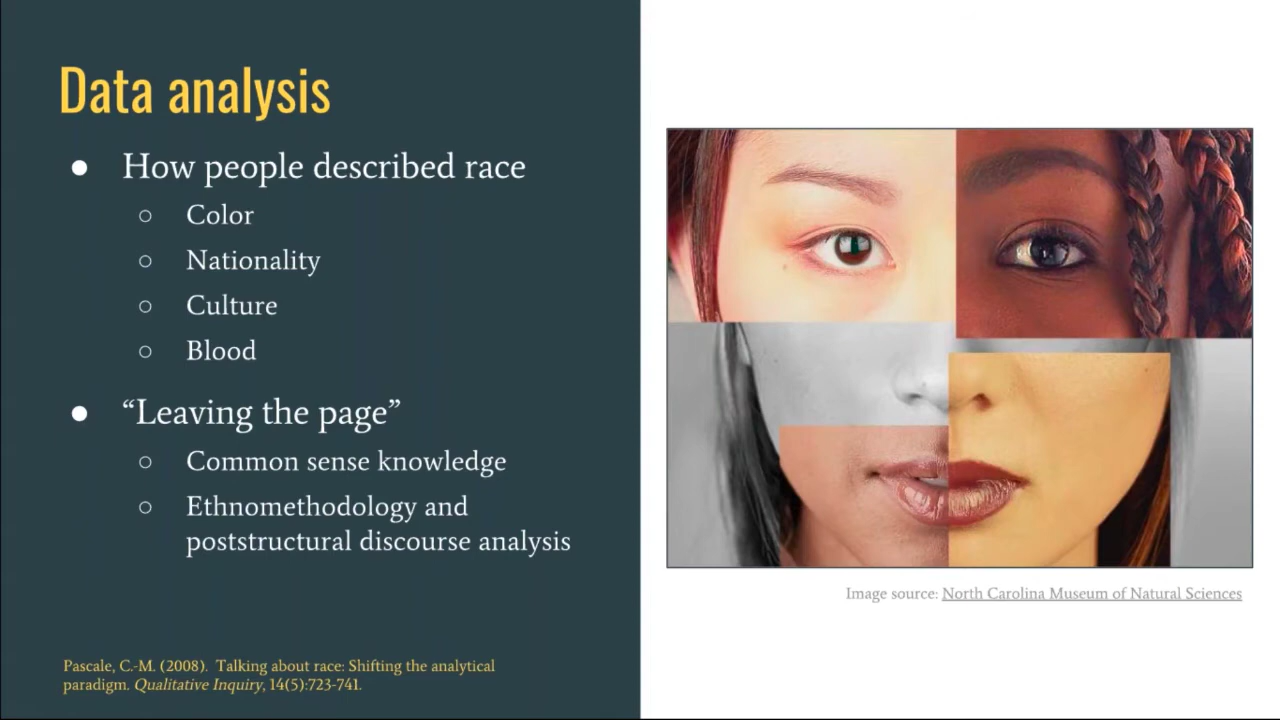 Data analysis
● How people described race
○ Color
○ Nationality
○ Culture
○ Blood
● “Leaving the page”
○ Common sense knowledge
○ Ethnomethodology and
poststructural discourse analysis
Image source: North Carolina Museum of Natural Sciences
Pascale, C.-M. (2008). Talking about race: Shifting the analytical
paradigm. Qualitative Inquiry, 14(5):723-741.